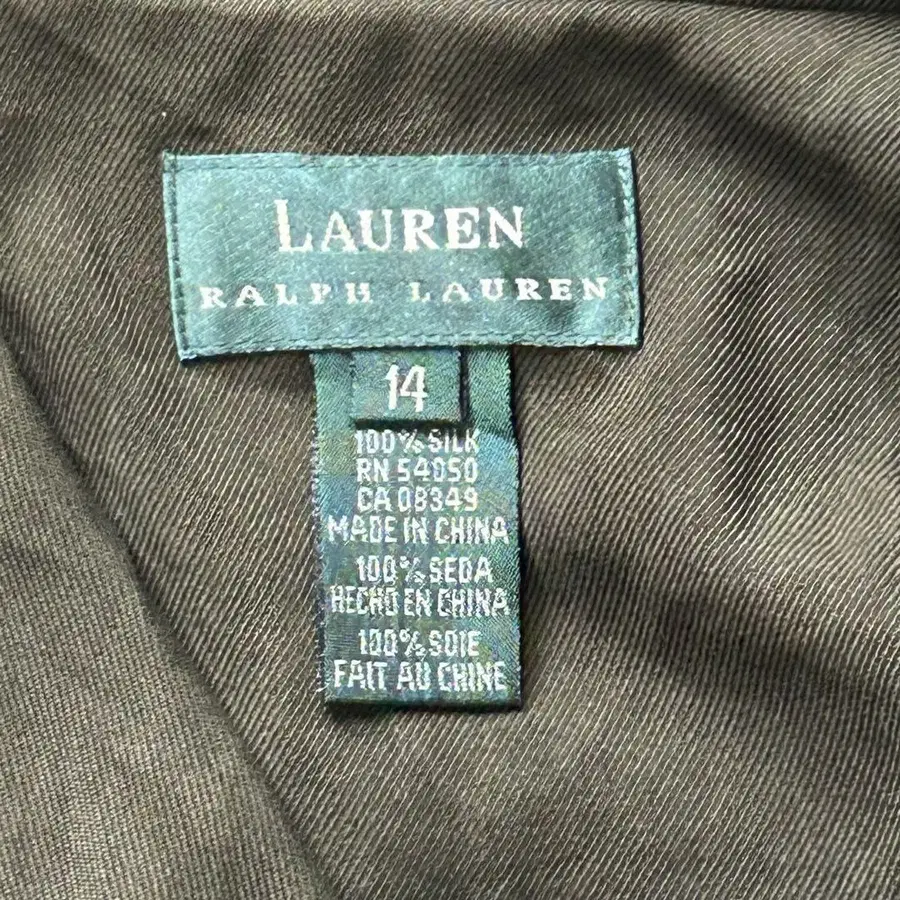 LAUREN
RALPH LAUREN
14
100% SILK
RN 54050
CA 08349
MADE IN CHINA
100% SEDA
HECHO EN CHINA
100% SOIE
FAIT AU CHINE